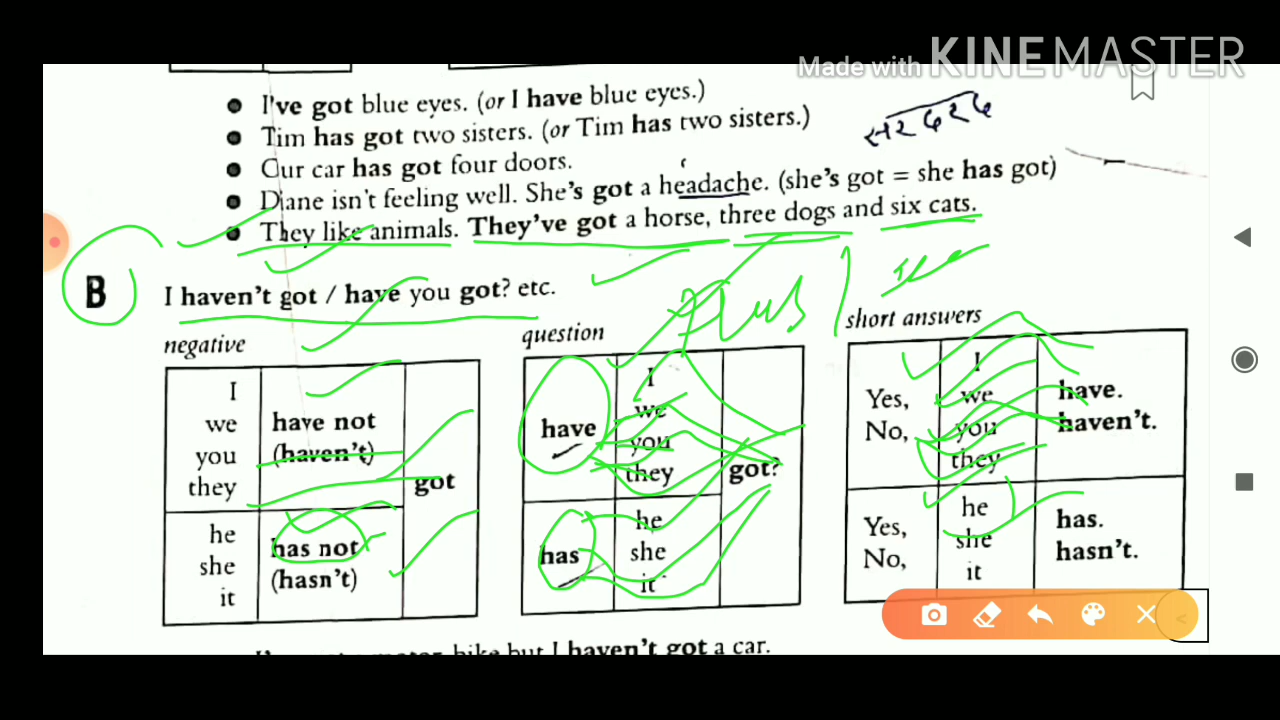 Made with KINEMASTER
● I've got blue eyes. (or I have blue eyes.)
● Tim has got two sisters. (or Tim has two sisters.)
● Our car has got four doors.
● Diane isn't feeling well. She's got a headache. (she's got = she has got)
● They like animals. They've got a horse, three dogs and six cats.
B I haven't got / have you got? etc.
negative
I
we
you
they
have not
(haven't)
he
she
it
has not
(hasn't)
got
question
have
I
we
you
they
has
he
she
it
got?
short answers
Yes,
No,
I
we
you
they
have.
haven't.
Yes,
No,
he
she
it
has.
hasn't.
bike but I haven't got a car.